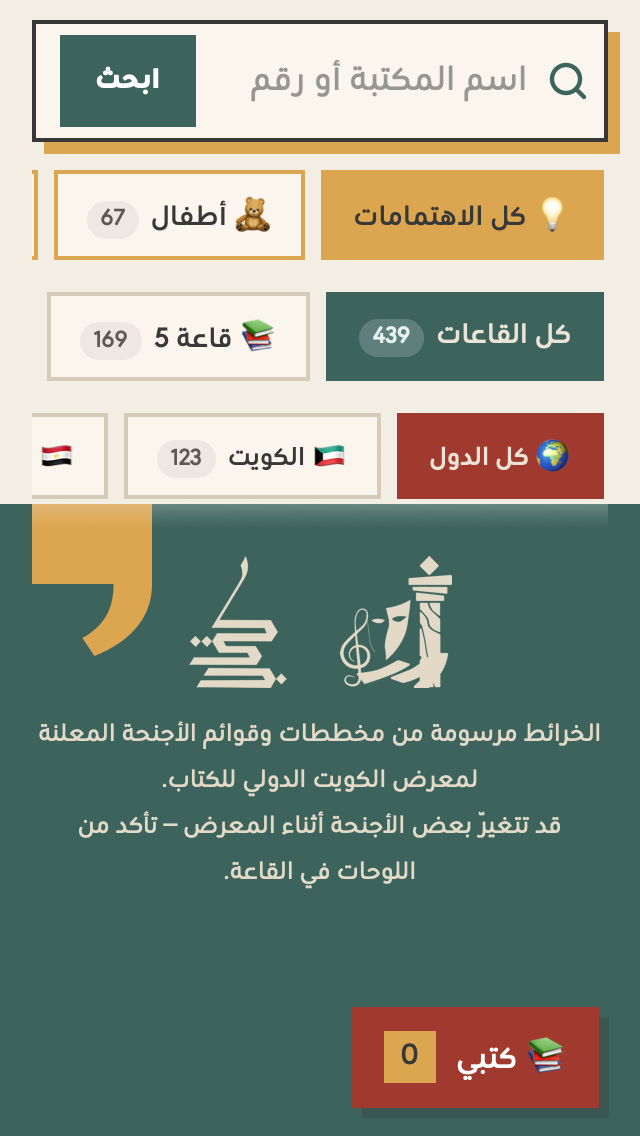 اسم المكتبة أو رقم
ابحث
كل الاهتمامات
أطفال 67
كل القاعات 439
قاعة 5 169
كل الدول
الكويت 123
الخرائط مرسومة من مخططات وقوائم الأجنحة المعلنة
لمعرض الكويت الدولي للكتاب.
قد تتغيّر بعض الأجنحة أثناء المعرض – تأكد من
اللوحات في القاعة.
كتبي 0